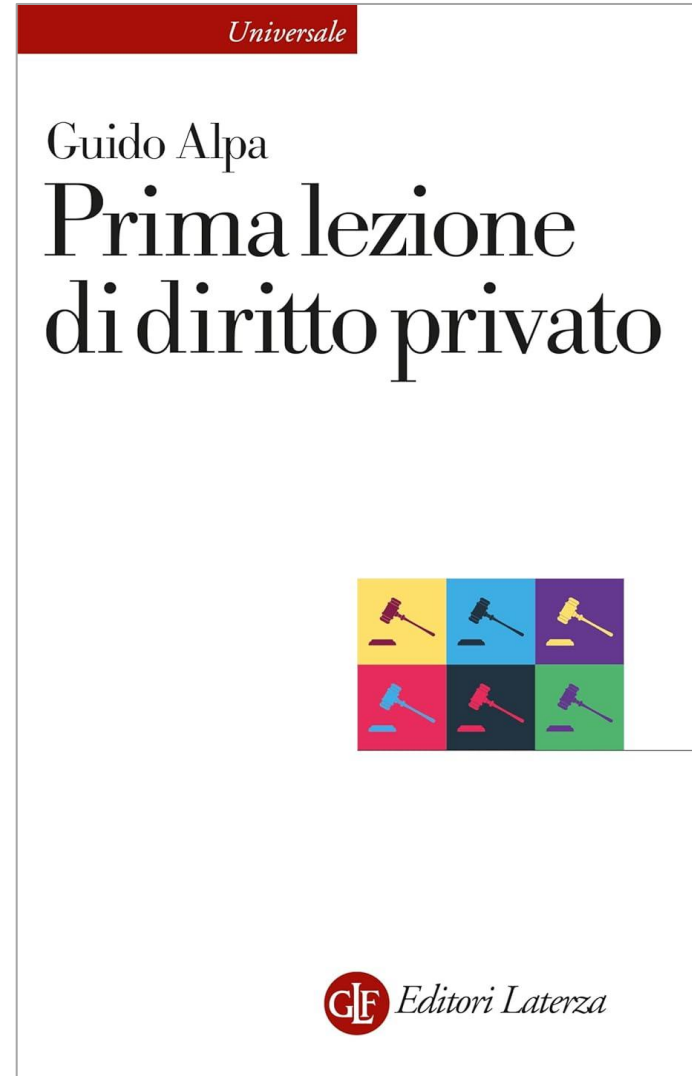 Universale
Guido Alpa
Prima lezione
di diritto privato
GLF Editori Laterza